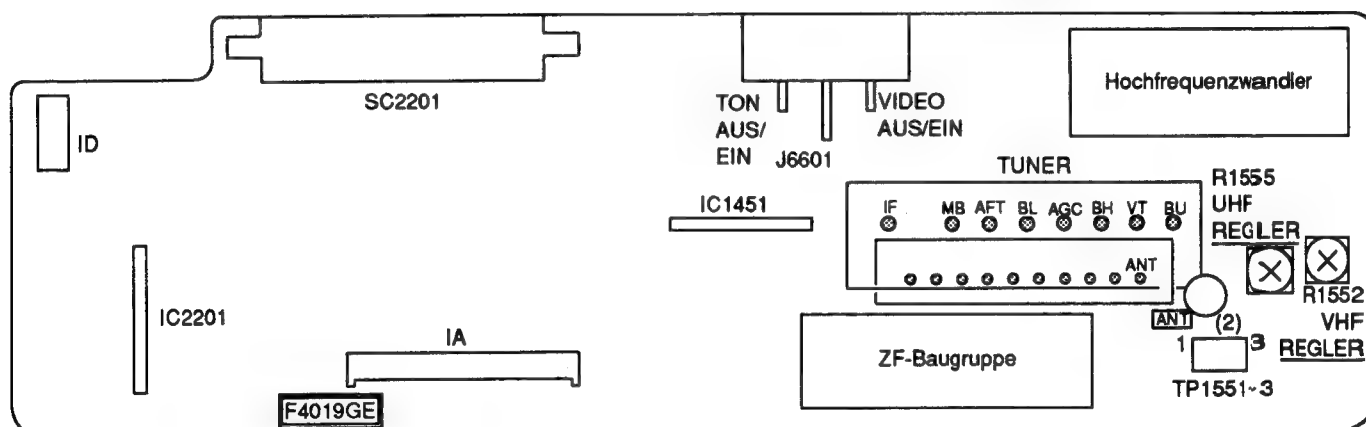 SC2201
ID
TON
AUS/
EIN
J6601
VIDEO
AUS/EIN
Hochfrequenzwandler
TUNER
R1555
UHF
REGLER
IC1451
IF MB AFT BL AGC BH VT BU
ANT
R1552
VHF
REGLER
ANT
(2)
1 3
TP1551~3
IC2201
IA
ZF-Baugruppe
F4019GE